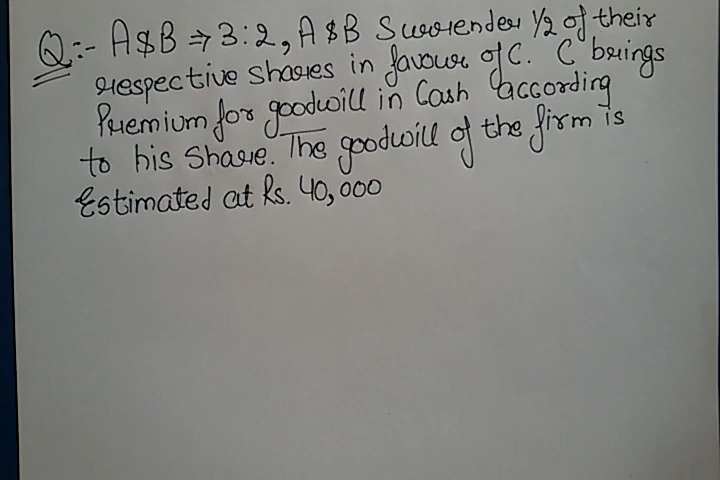 Q:- A$B ⇒ 3:2, A $ B Surrender 1/2 of their
respective shares in favour of C. C brings
Premium for goodwill in Cash according
to his Share. The goodwill of the firm is
Estimated at Rs. 40,000